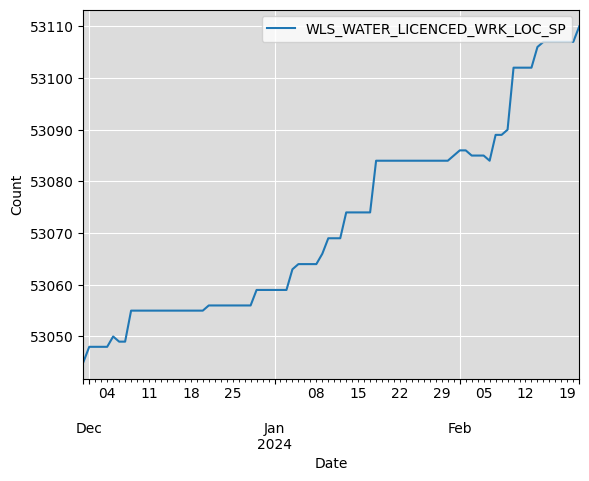 WLS_WATER_LICENCED_WRK_LOC_SP
53110
53100
53090
53080
53070
53060
53050
Count
04 11 18 25 08 15 22 29 05 12 19
Dec Jan Feb
2024
Date